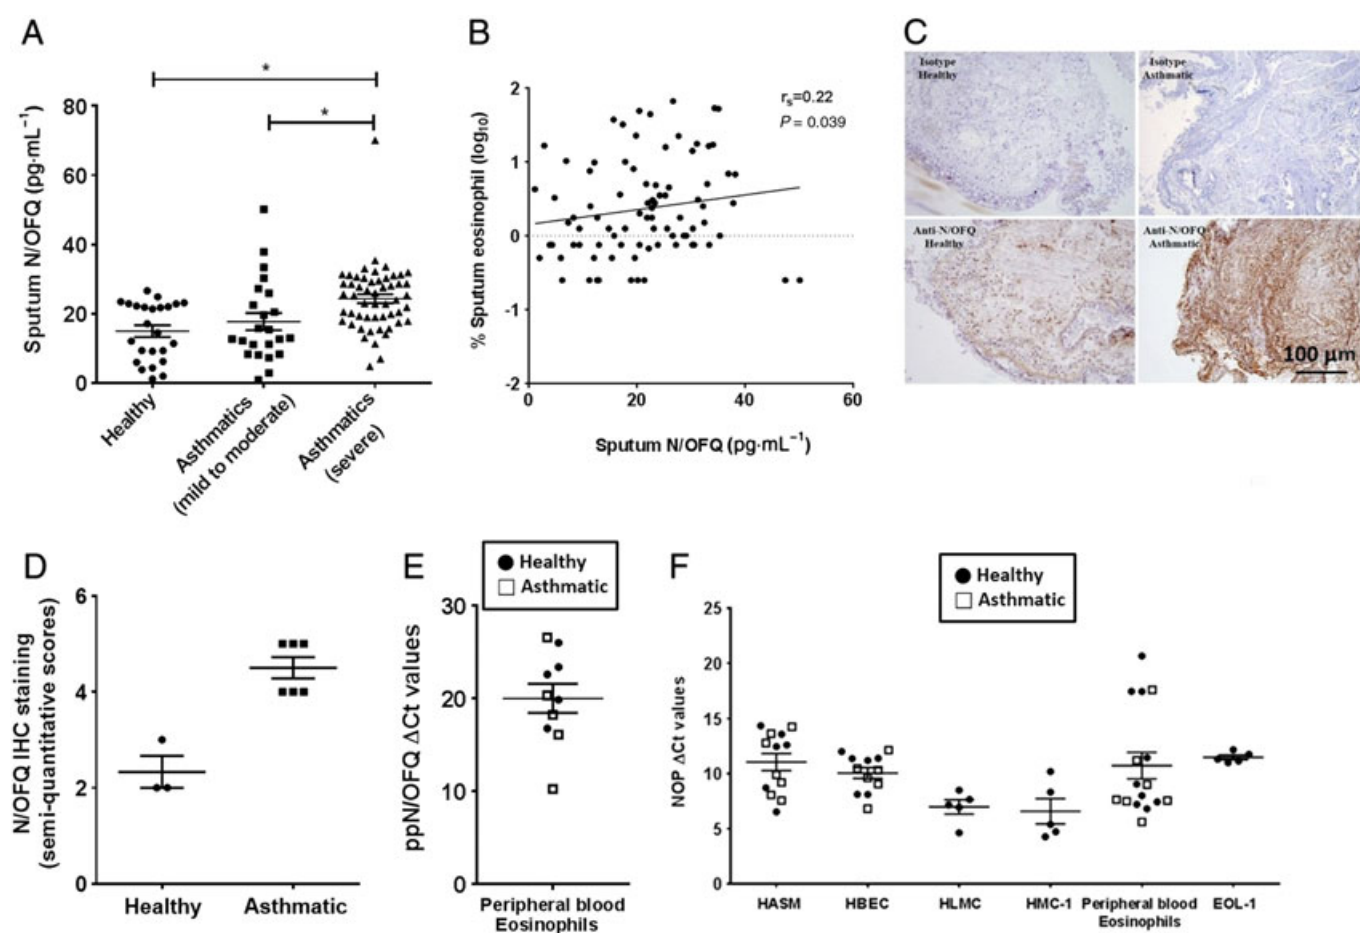 A
*
*
Sputum N/OFQ (pg·mL⁻¹)
80
60
40
20
0
Healthy
Asthmatics
(mild to moderate)
Asthmatics
(severe)
B
rₛ=0.22
P = 0.039
% Sputum eosinophil (log₁₀)
2
1
0
-1
-2
0
20
40
60
Sputum N/OFQ (pg·mL⁻¹)
C
Isotype
Healthy
Isotype
Asthmatic
Anti-N/OFQ
Healthy
Anti-N/OFQ
Asthmatic
100 µm
D
N/OFQ IHC staining
(semi-quantitative scores)
6
4
2
0
Healthy
Asthmatic
E
Healthy
Asthmatic
ppN/OFQ ΔCt values
30
20
10
0
Peripheral blood
Eosinophils
F
Healthy
Asthmatic
NOP ΔCt values
25
20
15
10
5
0
HASM
HBEC
HLMC
HMC-1
Peripheral blood
Eosinophils
EOL-1